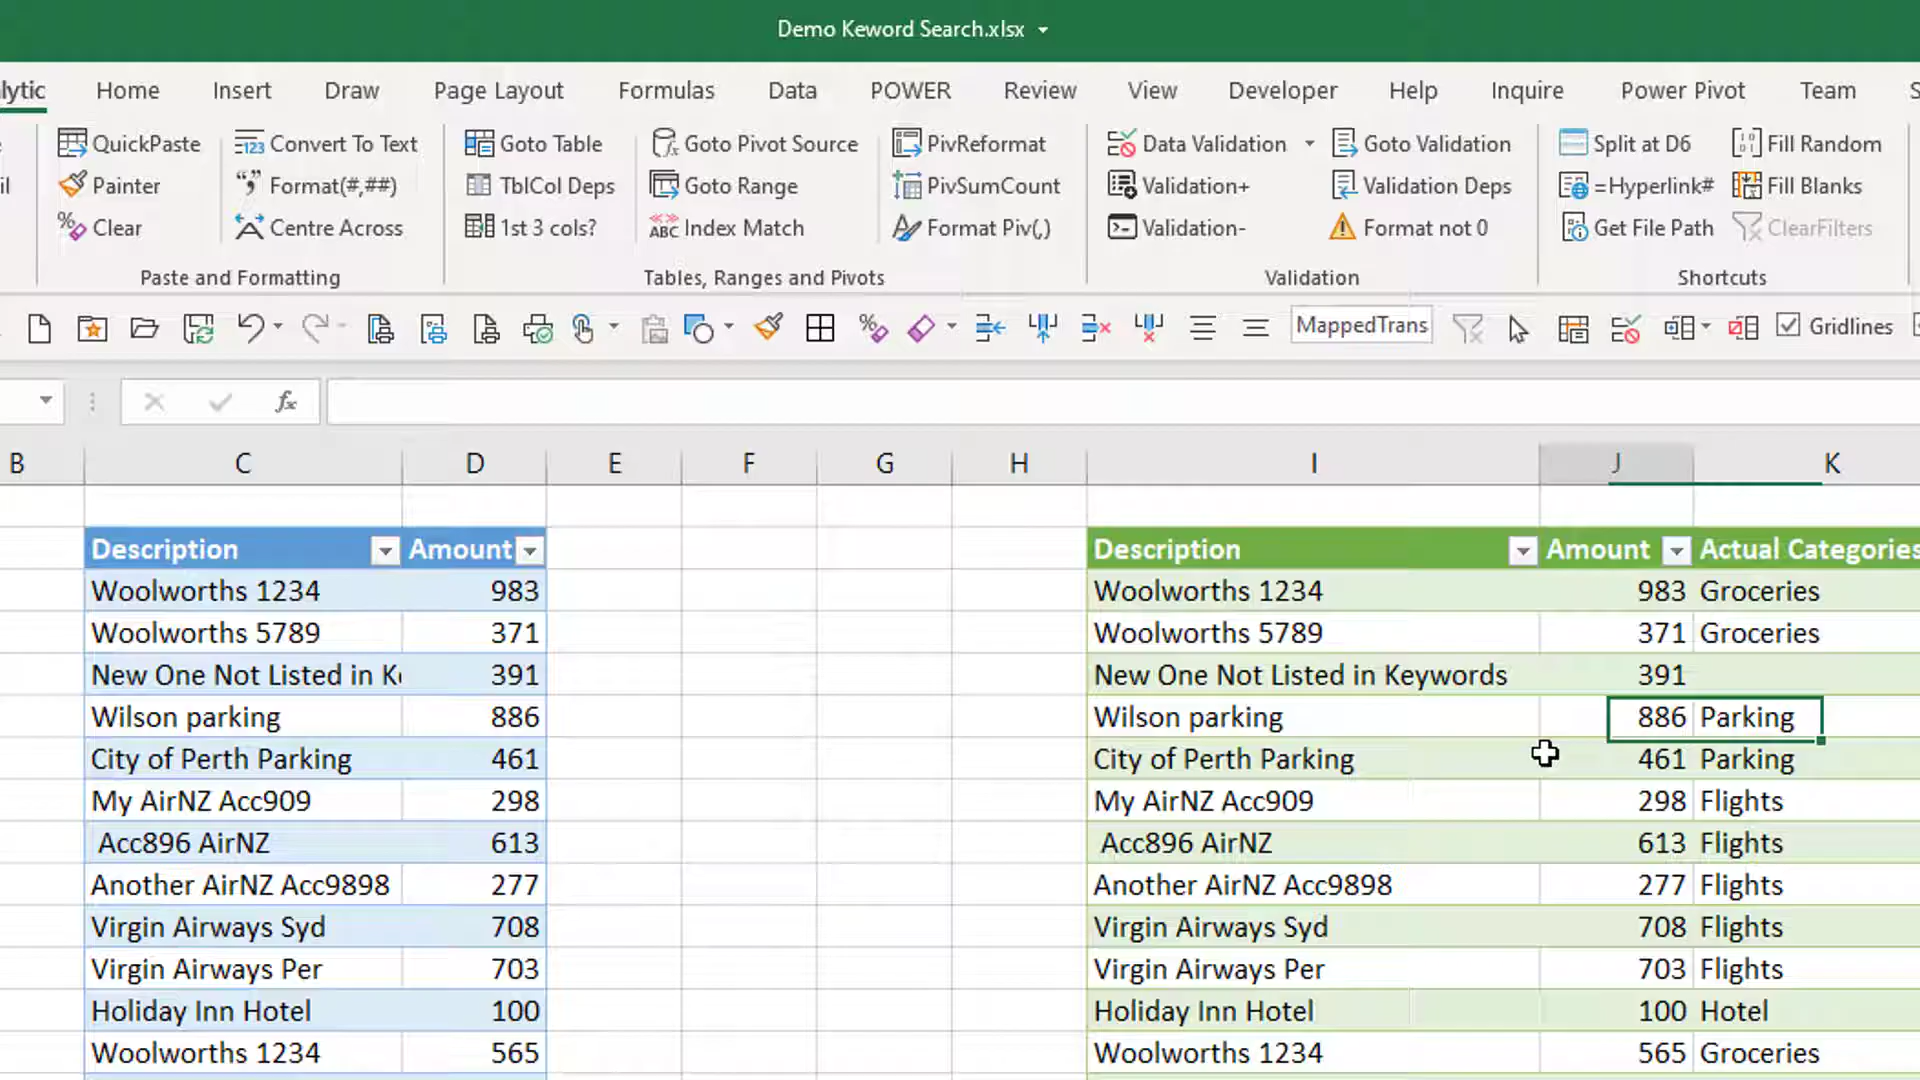 Demo Keword Search.xlsx
lytic Home Insert Draw Page Layout Formulas Data POWER Review View Developer Help Inquire Power Pivot Team S
QuickPaste Convert To Text Goto Table Goto Pivot Source PivReformat Data Validation Goto Validation Split at D6 Fill Random
il Painter Format(#,##) TblCol Deps Goto Range PivSumCount Validation+ Validation Deps =Hyperlink# Fill Blanks
Clear Centre Across 1st 3 cols? Index Match Format Piv(,) Validation- Format not 0 Get File Path ClearFilters
Paste and Formatting Tables, Ranges and Pivots Validation Shortcuts
MappedTrans Gridlines
fx
B C D E F G H I J K
Description Amount Description Amount Actual Categories
Woolworths 1234 983 Woolworths 1234 983 Groceries
Woolworths 5789 371 Woolworths 5789 371 Groceries
New One Not Listed in Ke 391 New One Not Listed in Keywords 391
Wilson parking 886 Wilson parking 886 Parking
City of Perth Parking 461 City of Perth Parking 461 Parking
My AirNZ Acc909 298 My AirNZ Acc909 298 Flights
Acc896 AirNZ 613 Acc896 AirNZ 613 Flights
Another AirNZ Acc9898 277 Another AirNZ Acc9898 277 Flights
Virgin Airways Syd 708 Virgin Airways Syd 708 Flights
Virgin Airways Per 703 Virgin Airways Per 703 Flights
Holiday Inn Hotel 100 Holiday Inn Hotel 100 Hotel
Woolworths 1234 565 Woolworths 1234 565 Groceries